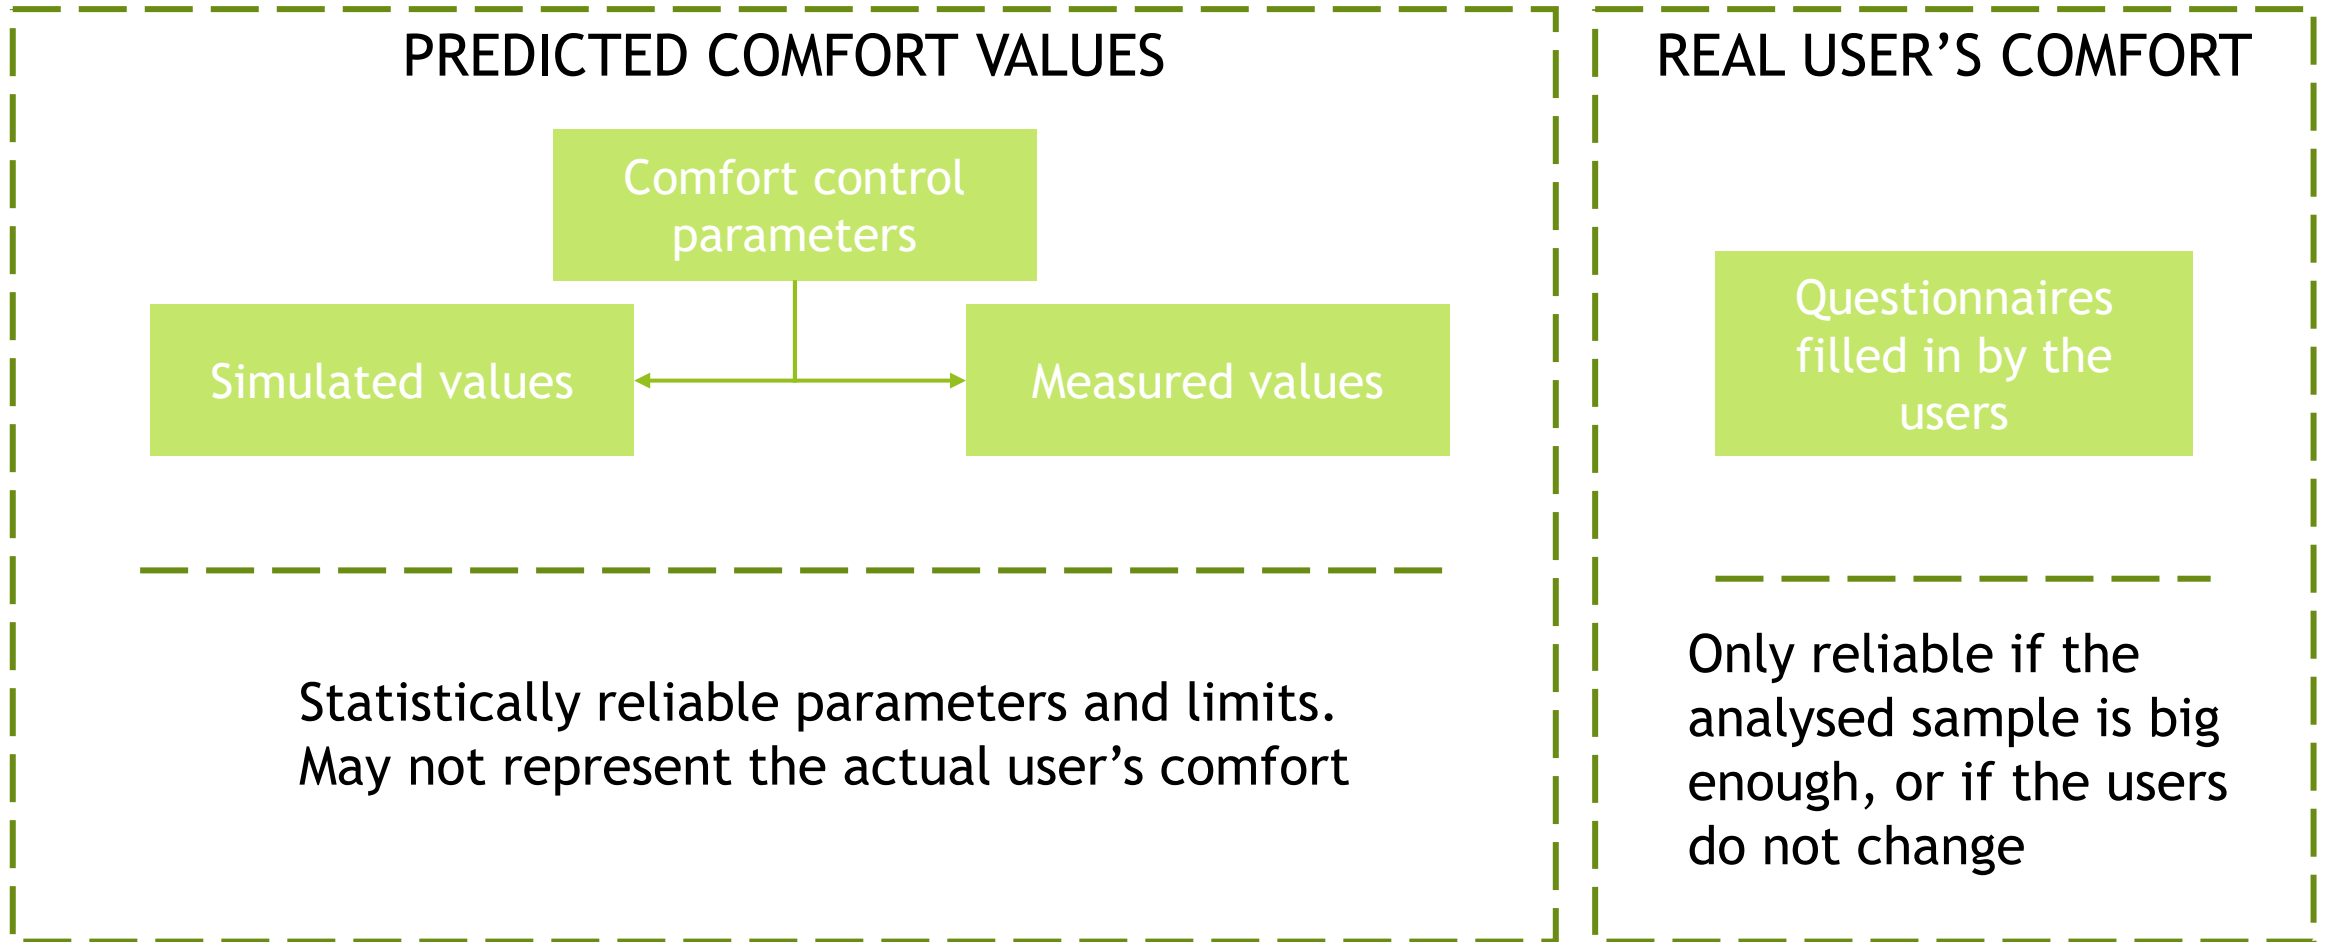 PREDICTED COMFORT VALUES
Comfort control
parameters
Simulated values
Measured values
Statistically reliable parameters and limits.
May not represent the actual user’s comfort
REAL USER’S COMFORT
Questionnaires
filled in by the
users
Only reliable if the
analysed sample is big
enough, or if the users
do not change